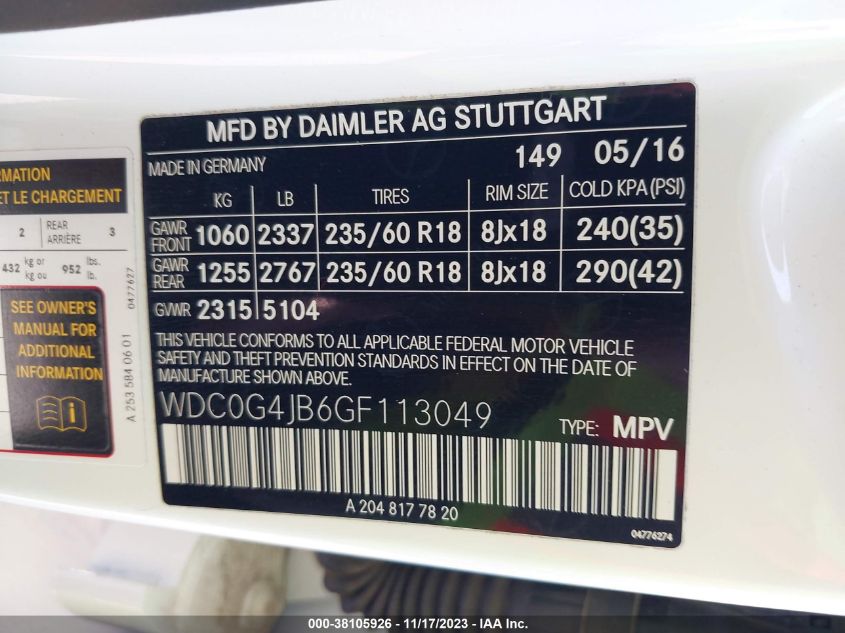 RMATION
ET LE CHARGEMENT
2 REAR ARRIÈRE 3
432 kg or kg ou 952 lbs. lb.
SEE OWNER'S
MANUAL FOR
ADDITIONAL
INFORMATION
A 253 584 06 01 0477627
MFD BY DAIMLER AG STUTTGART
MADE IN GERMANY 149 05/16
KG LB TIRES RIM SIZE COLD KPA (PSI)
GAWR FRONT 1060 2337 235/60 R18 8Jx18 240(35)
GAWR REAR 1255 2767 235/60 R18 8Jx18 290(42)
GVWR 2315 5104
THIS VEHICLE CONFORMS TO ALL APPLICABLE FEDERAL MOTOR VEHICLE
SAFETY AND THEFT PREVENTION STANDARDS IN EFFECT ON THE DATE OF
MANUFACTURE SHOWN ABOVE.
WDC0G4JB6GF113049 TYPE: MPV
A 204 817 78 20
04776274
000-38105926 - 11/17/2023 - IAA Inc.